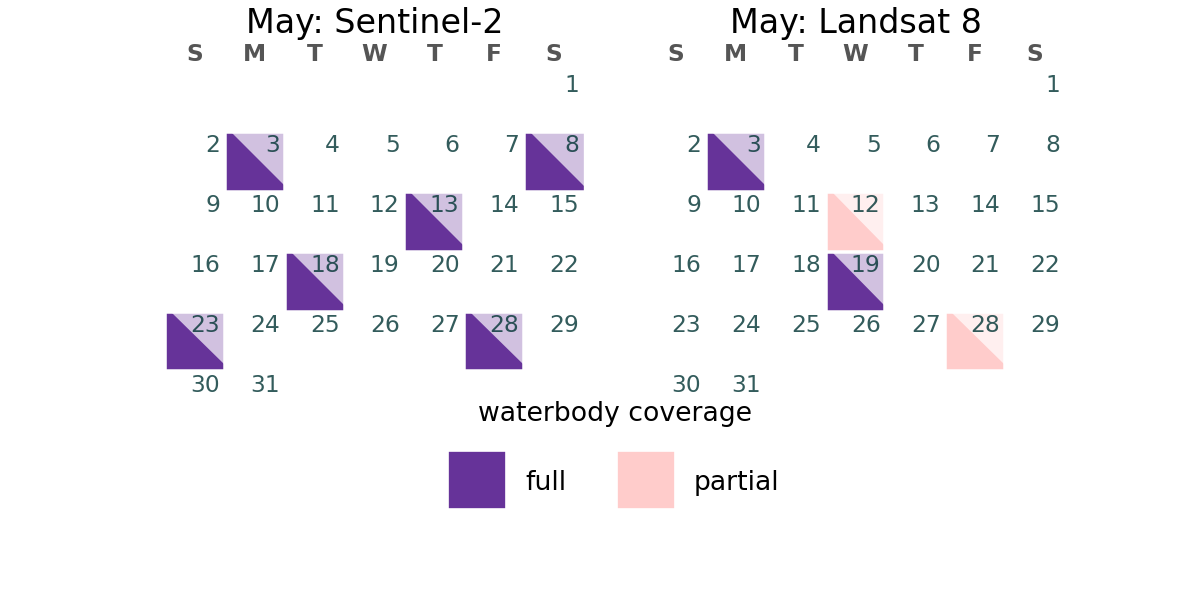 May: Sentinel-2
S M T W T F S
1
2 3 4 5 6 7 8
9 10 11 12 13 14 15
16 17 18 19 20 21 22
23 24 25 26 27 28 29
30 31
May: Landsat 8
S M T W T F S
1
2 3 4 5 6 7 8
9 10 11 12 13 14 15
16 17 18 19 20 21 22
23 24 25 26 27 28 29
30 31
waterbody coverage
full
partial